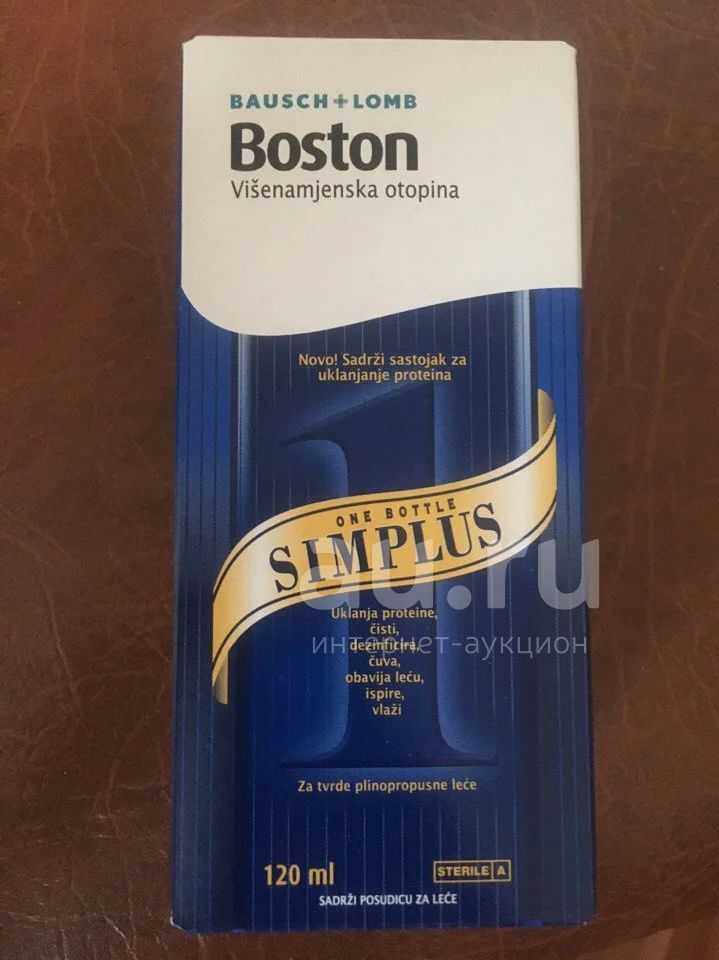 BAUSCH+LOMB
Boston
Višenamjenska otopina
Novo! Sadrži sastojak za
uklanjanje proteina
1
ONE BOTTLE
SIMPLUS
au.ru
интернет-аукцион
Uklanja proteine,
čisti,
dezinficira,
čuva,
obavija leću,
ispire,
vlaži
Za tvrde plinopropusne leće
120 ml
STERILE A
SADRŽI POSUDICU ZA LEĆE